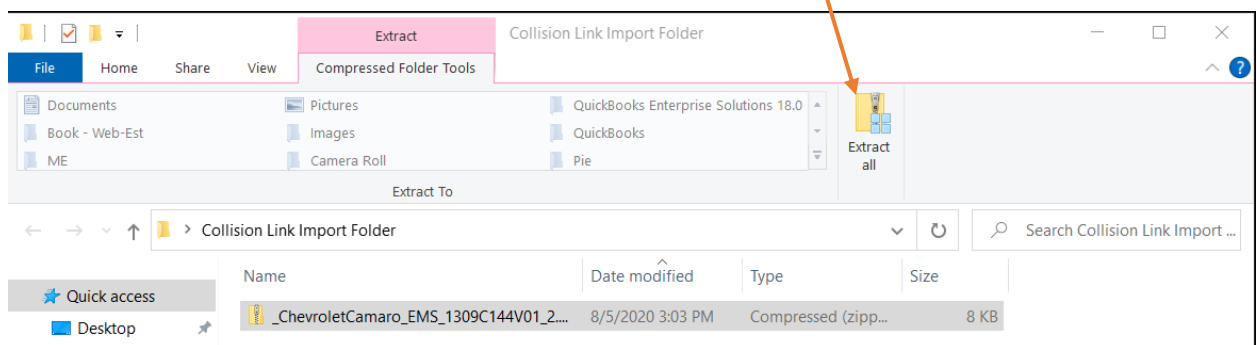 Extract
Collision Link Import Folder
File
Home
Share
View
Compressed Folder Tools
?
Documents
Pictures
QuickBooks Enterprise Solutions 18.0
Book - Web-Est
Images
QuickBooks
ME
Camera Roll
Pie
Extract
all
Extract To
> Collision Link Import Folder
Search Collision Link Import ...
Name
Date modified
Type
Size
Quick access
_ChevroletCamaro_EMS_1309C144V01_2....
8/5/2020 3:03 PM
Compressed (zipp...
8 KB
Desktop